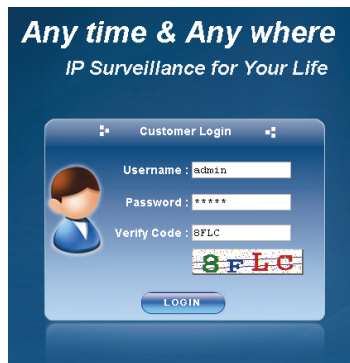 Any time & Any where
IP Surveillance for Your Life
Customer Login
Username : admin
Password : *****
Verify Code : 8FLC
8FLC
LOGIN